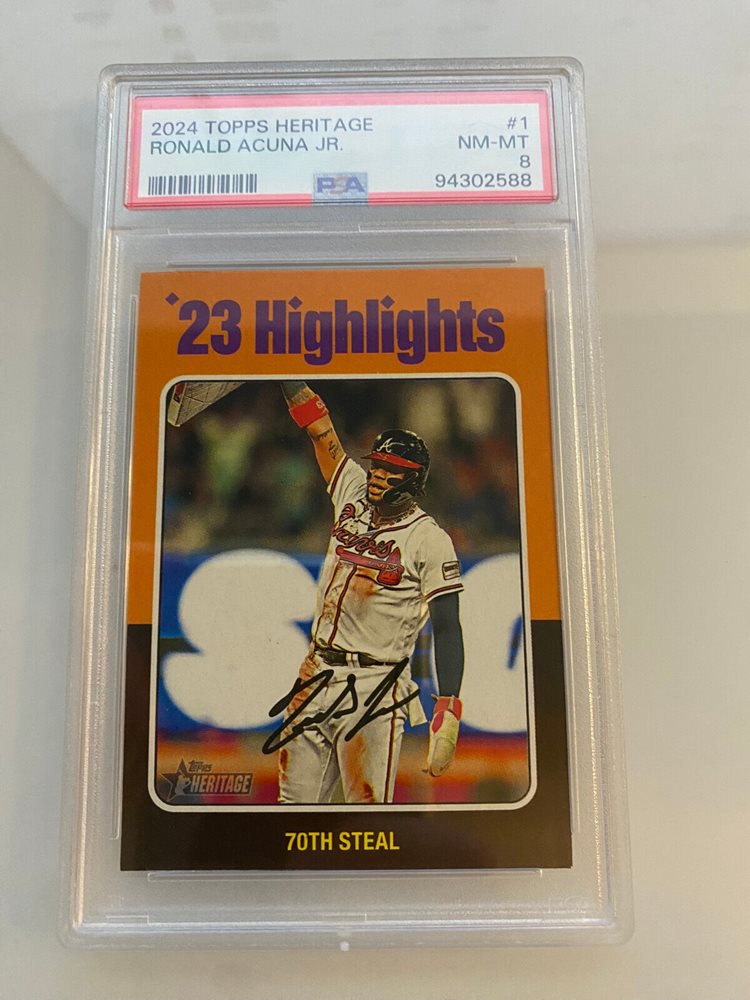 2024 TOPPS HERITAGE #1
RONALD ACUNA JR. NM-MT
8
PSA 94302588
'23 Highlights
Braves
Topps
HERITAGE
70TH STEAL